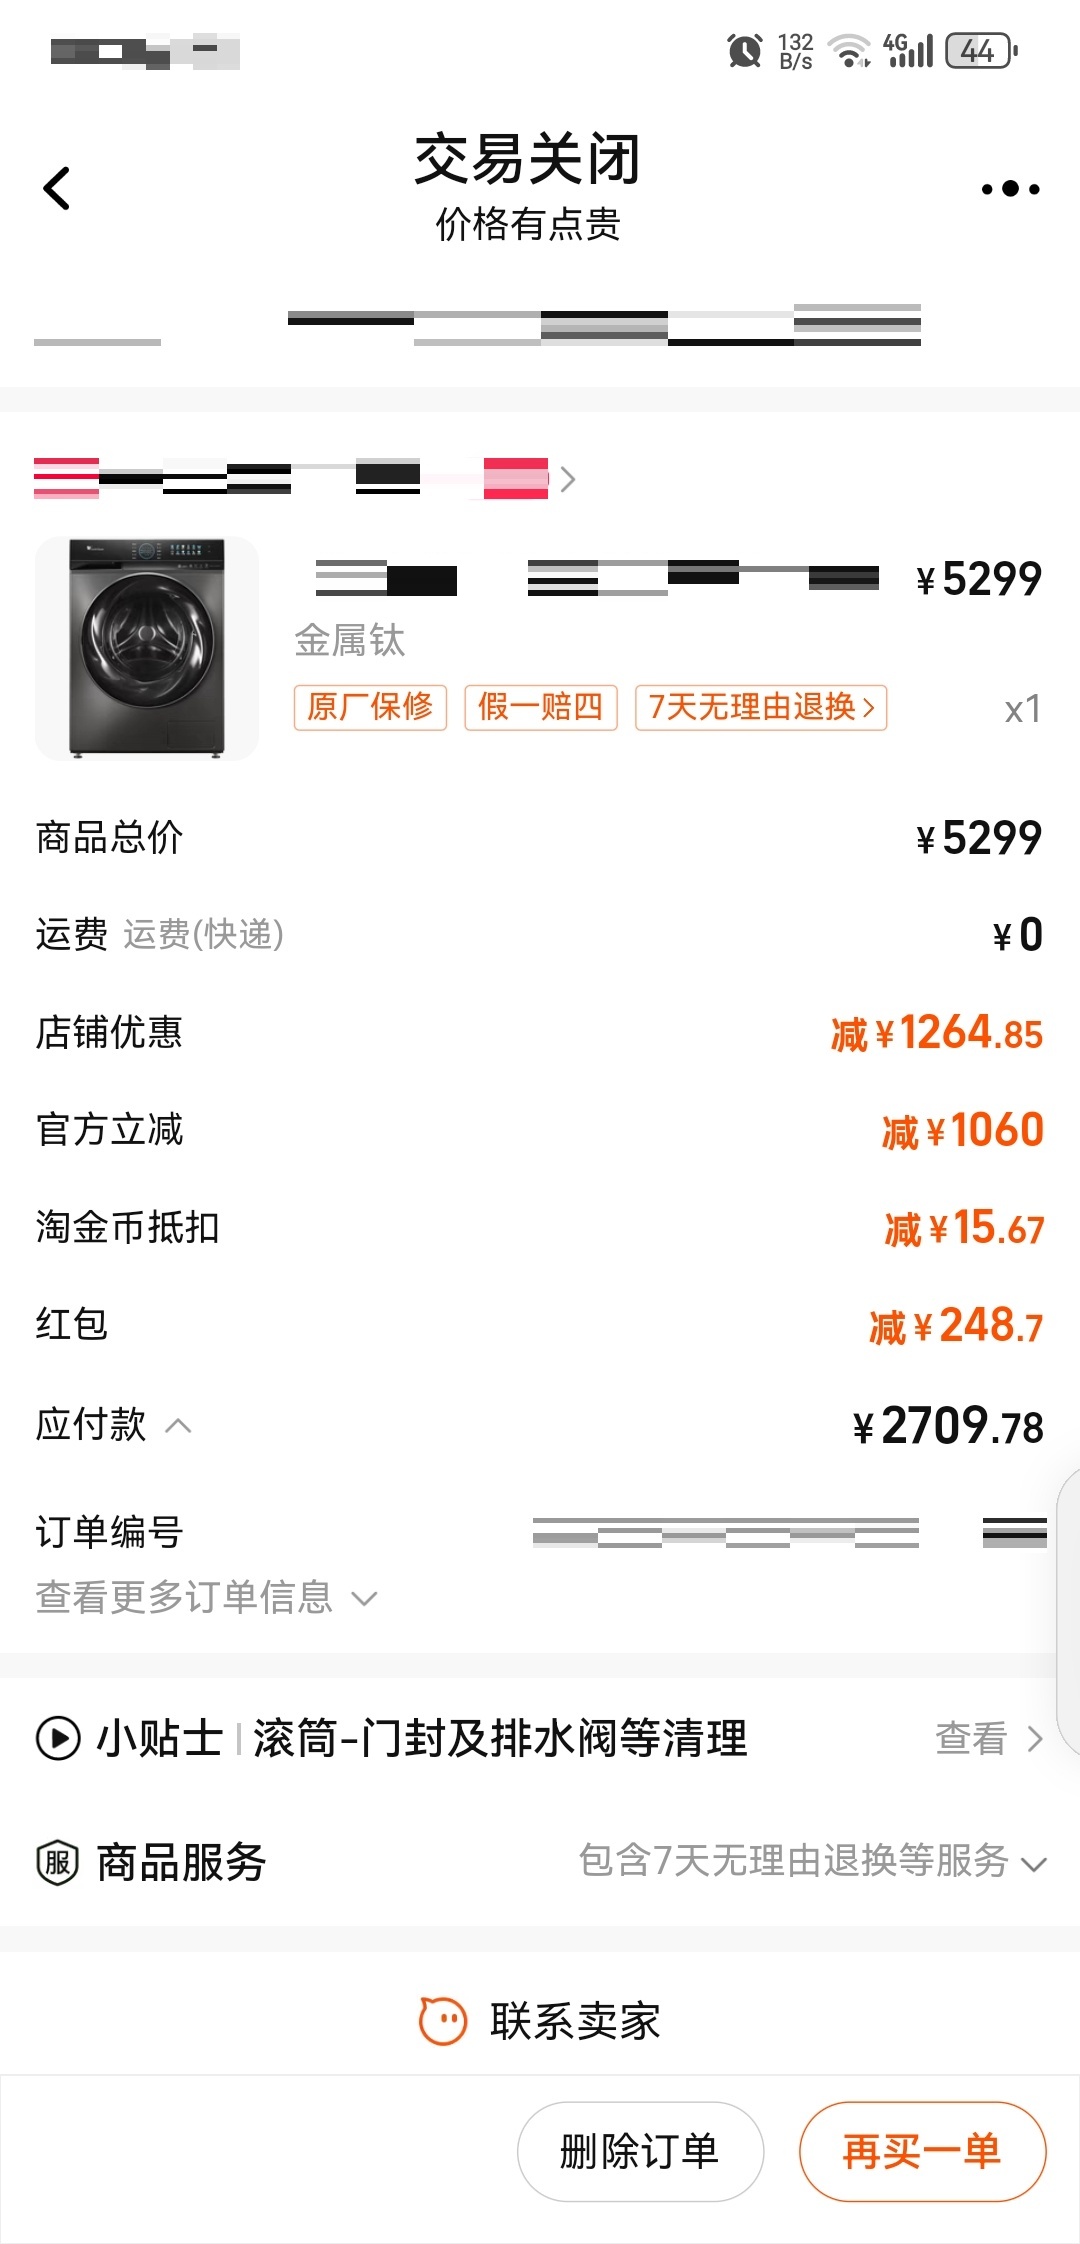 132
B/s
4G
44
交易关闭
价格有点贵
¥5299
金属钛
原厂保修 假一赔四 7天无理由退换>
x1
商品总价 ¥5299
运费 运费(快递) ¥0
店铺优惠 减¥1264.85
官方立减 减¥1060
淘金币抵扣 减¥15.67
红包 减¥248.7
应付款 ¥2709.78
订单编号
查看更多订单信息
小贴士 | 滚筒-门封及排水阀等清理 查看 >
服 商品服务 包含7天无理由退换等服务
联系卖家
删除订单 再买一单